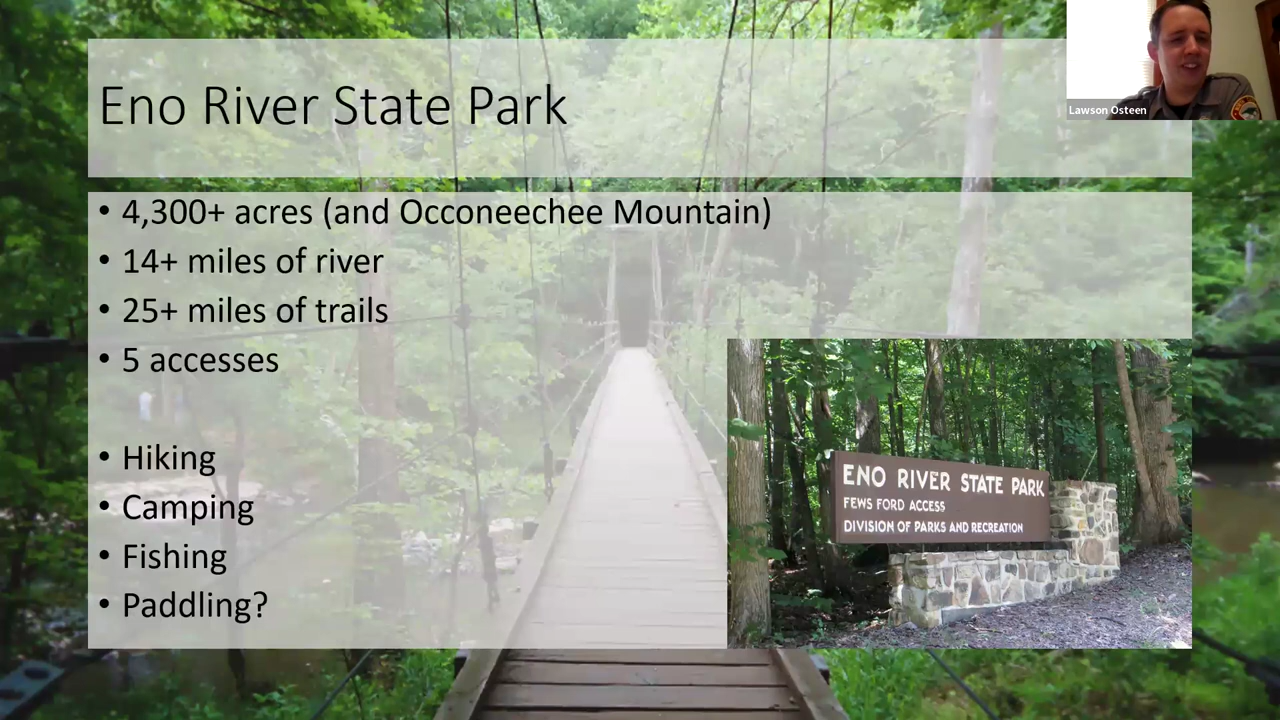 Eno River State Park
Lawson Osteen
• 4,300+ acres (and Occoneechee Mountain)
• 14+ miles of river
• 25+ miles of trails
• 5 accesses
• Hiking
• Camping
• Fishing
• Paddling?
ENO RIVER STATE PARK
FEWS FORD ACCESS
DIVISION OF PARKS AND RECREATION